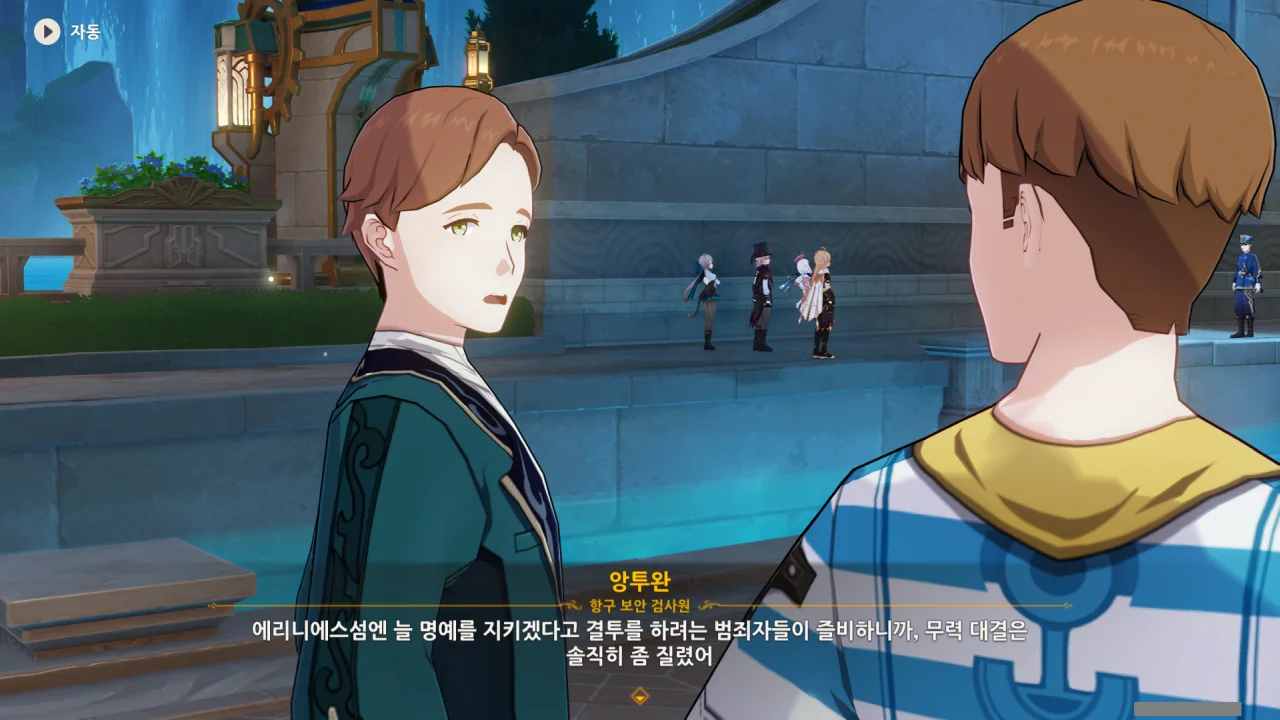 자동
앙투완
항구 보안 검사원
에리니에스섬엔 늘 명예를 지키겠다고 결투를 하려는 범죄자들이 즐비하니까, 무력 대결은
솔직히 좀 질렸어